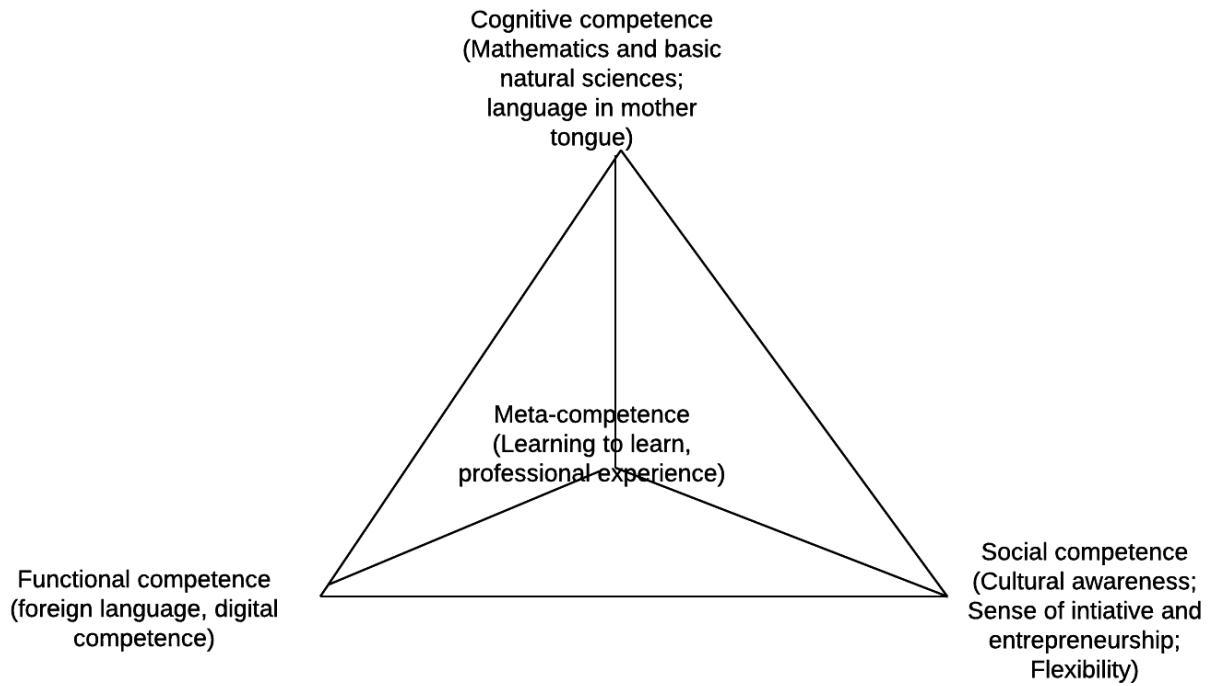 Cognitive competence
(Mathematics and basic
natural sciences;
language in mother
tongue)
Meta-competence
(Learning to learn,
professional experience)
Functional competence
(foreign language, digital
competence)
Social competence
(Cultural awareness;
Sense of intiative and
entrepreneurship;
Flexibility)